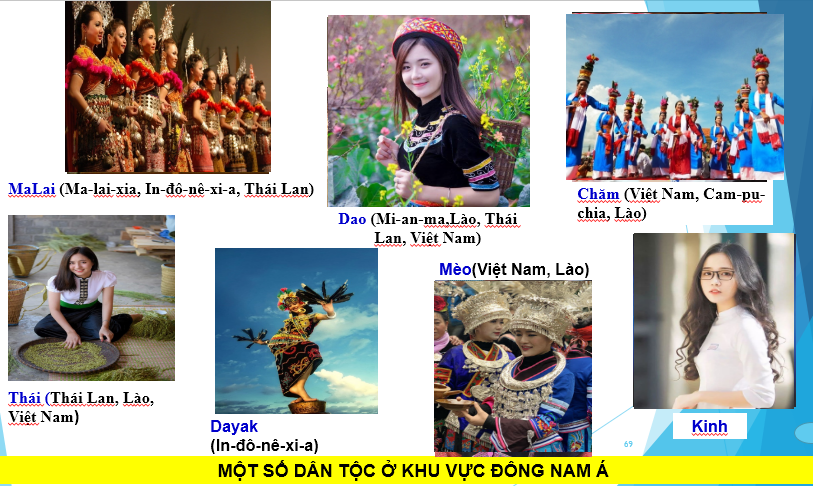 MaLai (Ma-lai-xia, In-đô-nê-xi-a, Thái Lan)
Dao (Mi-an-ma,Lào, Thái
Lan, Việt Nam)
Chăm (Việt Nam, Cam-pu-
chia, Lào)
Thái (Thái Lan, Lào,
Việt Nam)
Dayak
(In-đô-nê-xi-a)
Mèo(Việt Nam, Lào)
Kinh
69
MỘT SỐ DÂN TỘC Ở KHU VỰC ĐÔNG NAM Á